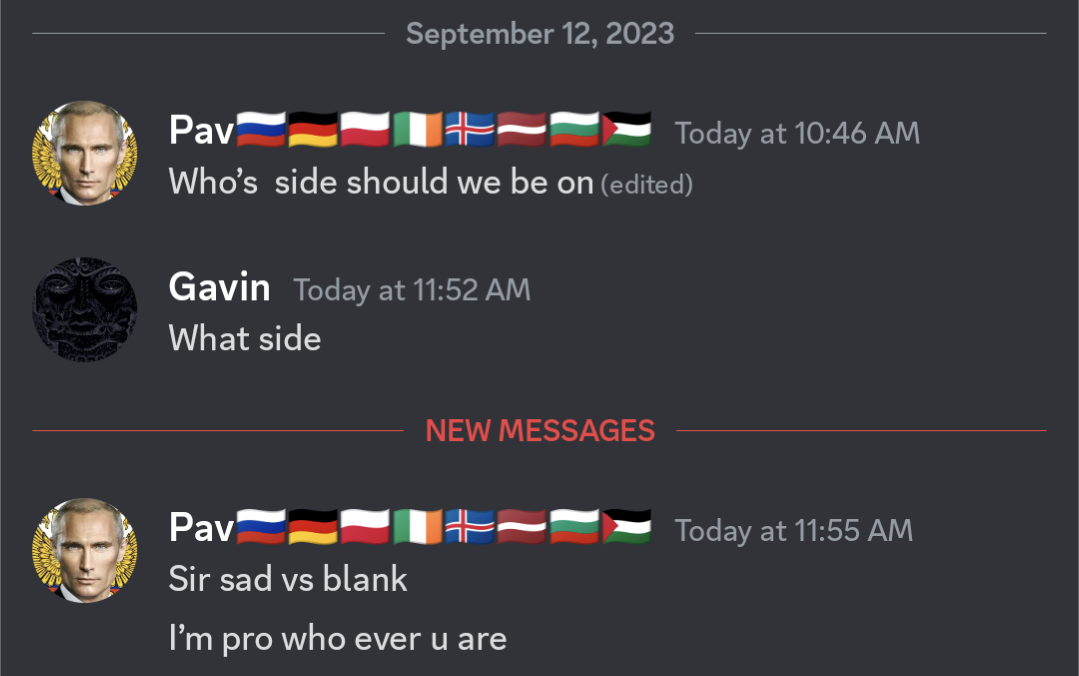 September 12, 2023
Pav🇷🇺🇩🇪🇵🇱🇮🇪🇮🇸🇱🇻🇧🇬🇵🇸 Today at 10:46 AM
Who’s  side should we be on (edited)
Gavin Today at 11:52 AM
What side
NEW MESSAGES
Pav🇷🇺🇩🇪🇵🇱🇮🇪🇮🇸🇱🇻🇧🇬🇵🇸 Today at 11:55 AM
Sir sad vs blank
I’m pro who ever u are